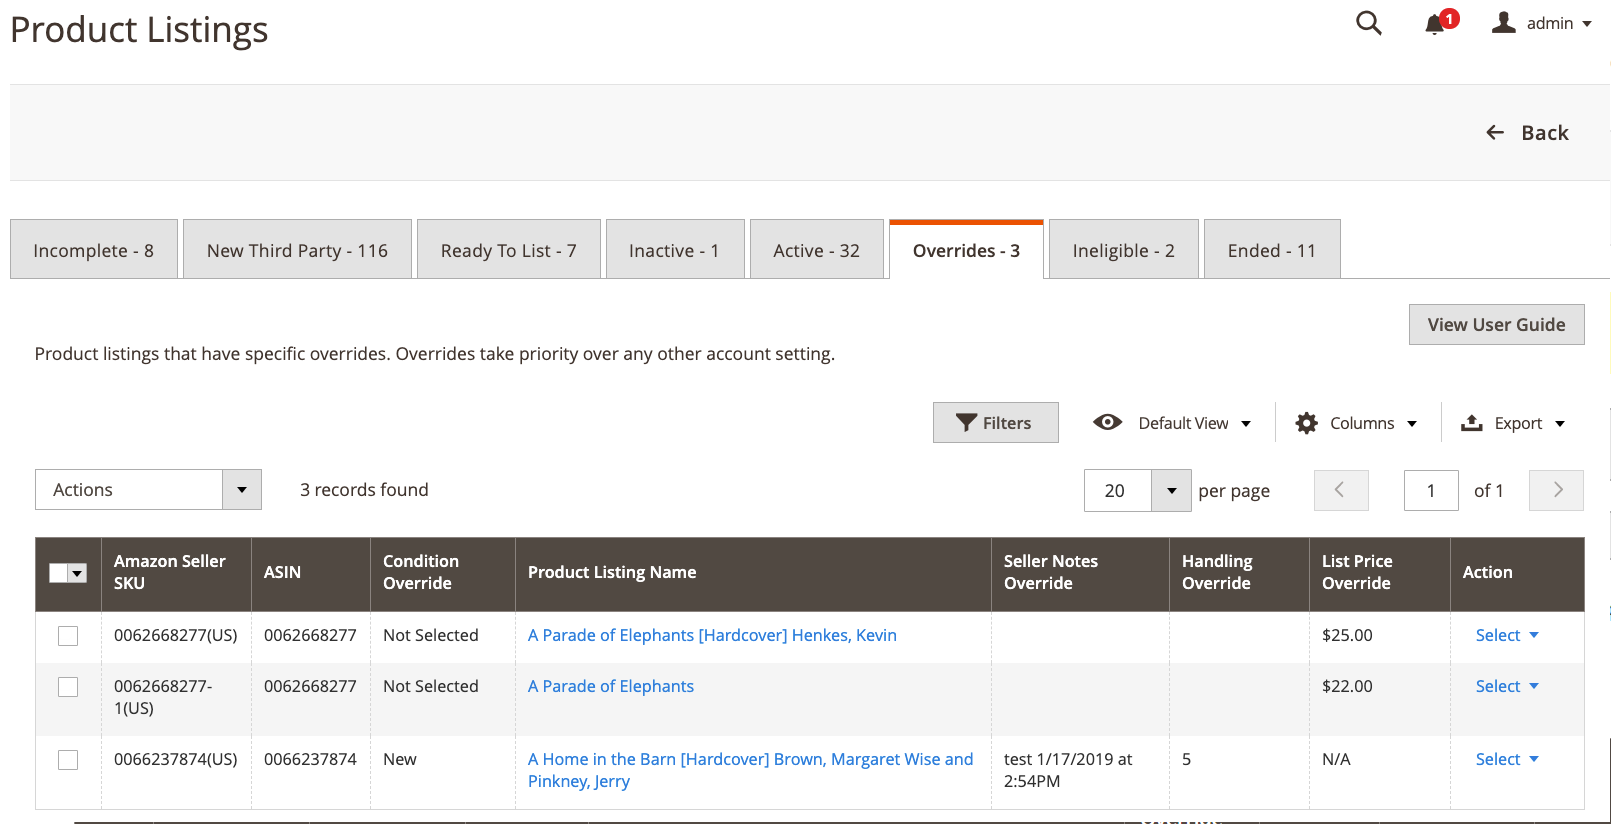 Product Listings
1
admin
Back
Incomplete - 8
New Third Party - 116
Ready To List - 7
Inactive - 1
Active - 32
Overrides - 3
Ineligible - 2
Ended - 11
View User Guide
Product listings that have specific overrides. Overrides take priority over any other account setting.
Filters
Default View
Columns
Export
Actions
3 records found
20
per page
1
of 1
Amazon Seller
SKU
ASIN
Condition
Override
Product Listing Name
Seller Notes
Override
Handling
Override
List Price
Override
Action
0062668277(US)
0062668277
Not Selected
A Parade of Elephants [Hardcover] Henkes, Kevin
$25.00
Select
0062668277-
1(US)
0062668277
Not Selected
A Parade of Elephants
$22.00
Select
0066237874(US)
0066237874
New
A Home in the Barn [Hardcover] Brown, Margaret Wise and
Pinkney, Jerry
test 1/17/2019 at
2:54PM
5
N/A
Select